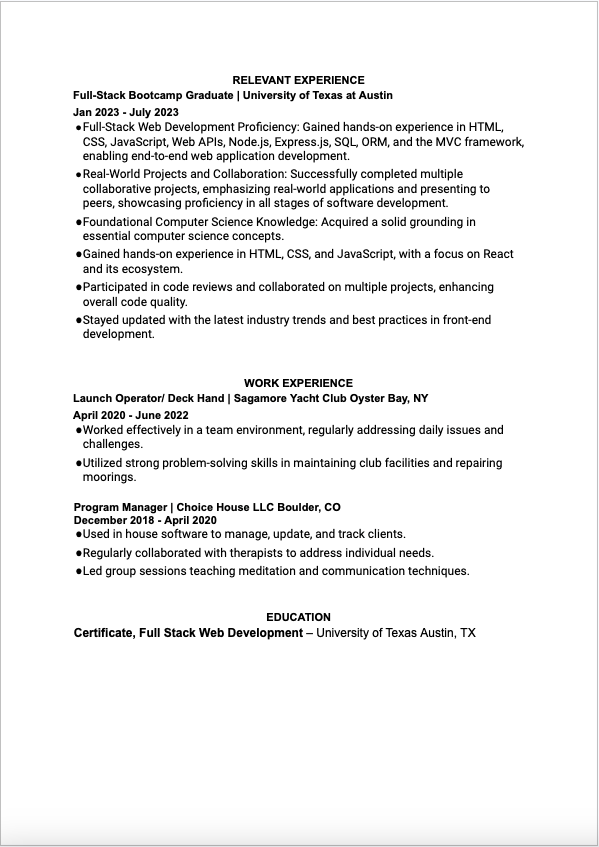 RELEVANT EXPERIENCE
Full-Stack Bootcamp Graduate | University of Texas at Austin
Jan 2023 - July 2023
●Full-Stack Web Development Proficiency: Gained hands-on experience in HTML,
CSS, JavaScript, Web APIs, Node.js, Express.js, SQL, ORM, and the MVC framework,
enabling end-to-end web application development.
●Real-World Projects and Collaboration: Successfully completed multiple
collaborative projects, emphasizing real-world applications and presenting to
peers, showcasing proficiency in all stages of software development.
●Foundational Computer Science Knowledge: Acquired a solid grounding in
essential computer science concepts.
●Gained hands-on experience in HTML, CSS, and JavaScript, with a focus on React
and its ecosystem.
●Participated in code reviews and collaborated on multiple projects, enhancing
overall code quality.
●Stayed updated with the latest industry trends and best practices in front-end
development.
WORK EXPERIENCE
Launch Operator/ Deck Hand | Sagamore Yacht Club Oyster Bay, NY
April 2020 - June 2022
●Worked effectively in a team environment, regularly addressing daily issues and
challenges.
●Utilized strong problem-solving skills in maintaining club facilities and repairing
moorings.
Program Manager | Choice House LLC Boulder, CO
December 2018 - April 2020
●Used in house software to manage, update, and track clients.
●Regularly collaborated with therapists to address individual needs.
●Led group sessions teaching meditation and communication techniques.
EDUCATION
Certificate, Full Stack Web Development – University of Texas Austin, TX